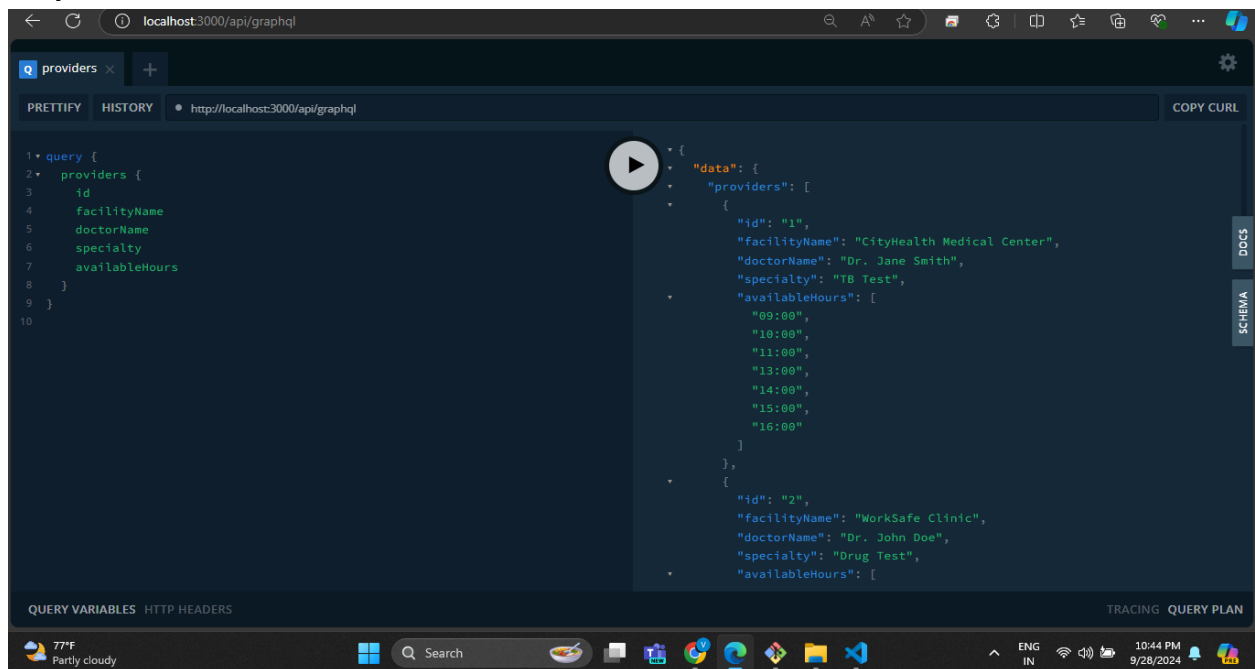 localhost:3000/api/graphql
Q providers
PRETTIFY HISTORY http://localhost:3000/api/graphql COPY CURL
1 query {
2 providers {
3 id
4 facilityName
5 doctorName
6 specialty
7 availableHours
8 }
9 }
10
{
"data": {
"providers": [
{
"id": "1",
"facilityName": "CityHealth Medical Center",
"doctorName": "Dr. Jane Smith",
"specialty": "TB Test",
"availableHours": [
"09:00",
"10:00",
"11:00",
"13:00",
"14:00",
"15:00",
"16:00"
]
},
{
"id": "2",
"facilityName": "WorkSafe Clinic",
"doctorName": "Dr. John Doe",
"specialty": "Drug Test",
"availableHours": [
DOCS
SCHEMA
QUERY VARIABLES HTTP HEADERS TRACING QUERY PLAN
77°F
Partly cloudy
Search
NEW
ENG
IN
10:44 PM
9/28/2024
PRE